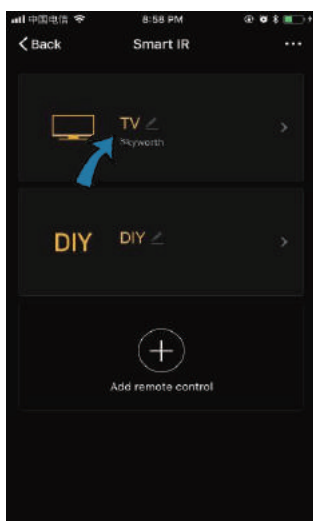 中国电信 8:58 PM
Back Smart IR
TV
Skyworth
DIY DIY
Add remote control